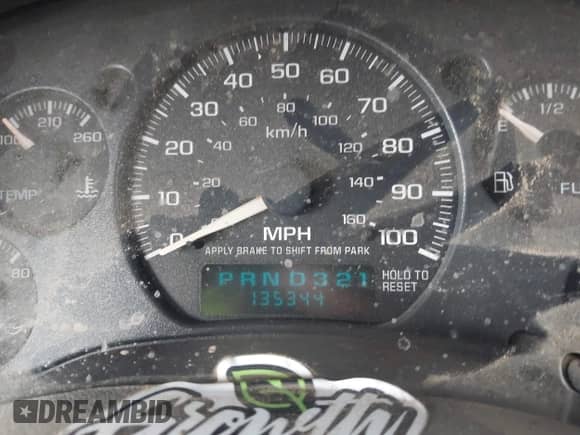 50
40
60
30
70
60
80
100
km/h
20
40
120
80
10
20
140
90
0
160
100
MPH
APPLY BRAKE TO SHIFT FROM PARK
PRND321
135344
HOLD TO
RESET
100
210
260
TEMP
80
E
1/2
FU
DREAMBID